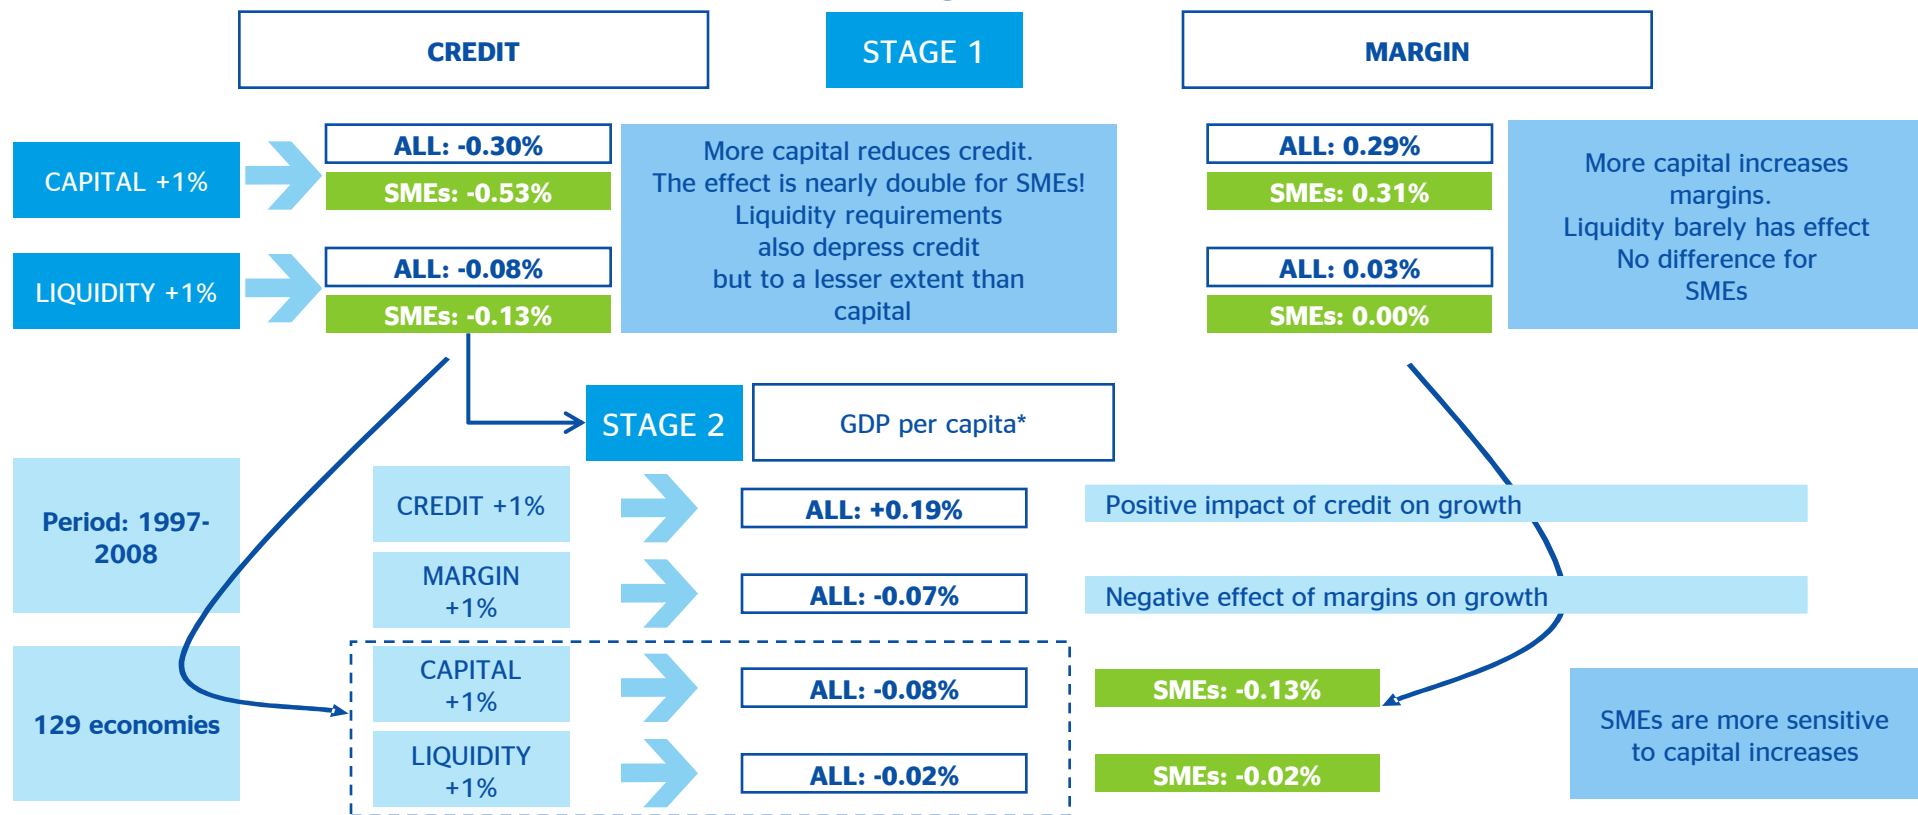 CREDIT
STAGE 1
MARGIN
CAPITAL +1%
ALL: -0.30%
SMEs: -0.53%
More capital reduces credit.
The effect is nearly double for SMEs!
Liquidity requirements
also depress credit
but to a lesser extent than
capital
ALL: 0.29%
SMEs: 0.31%
More capital increases
margins.
Liquidity barely has effect
No difference for
SMEs
LIQUIDITY +1%
ALL: -0.08%
SMEs: -0.13%
ALL: 0.03%
SMEs: 0.00%
STAGE 2
GDP per capita*
Period: 1997-
2008
CREDIT +1%
ALL: +0.19%
Positive impact of credit on growth
MARGIN
+1%
ALL: -0.07%
Negative effect of margins on growth
129 economies
CAPITAL
+1%
ALL: -0.08%
SMEs: -0.13%
SMEs are more sensitive
to capital increases
LIQUIDITY
+1%
ALL: -0.02%
SMEs: -0.02%